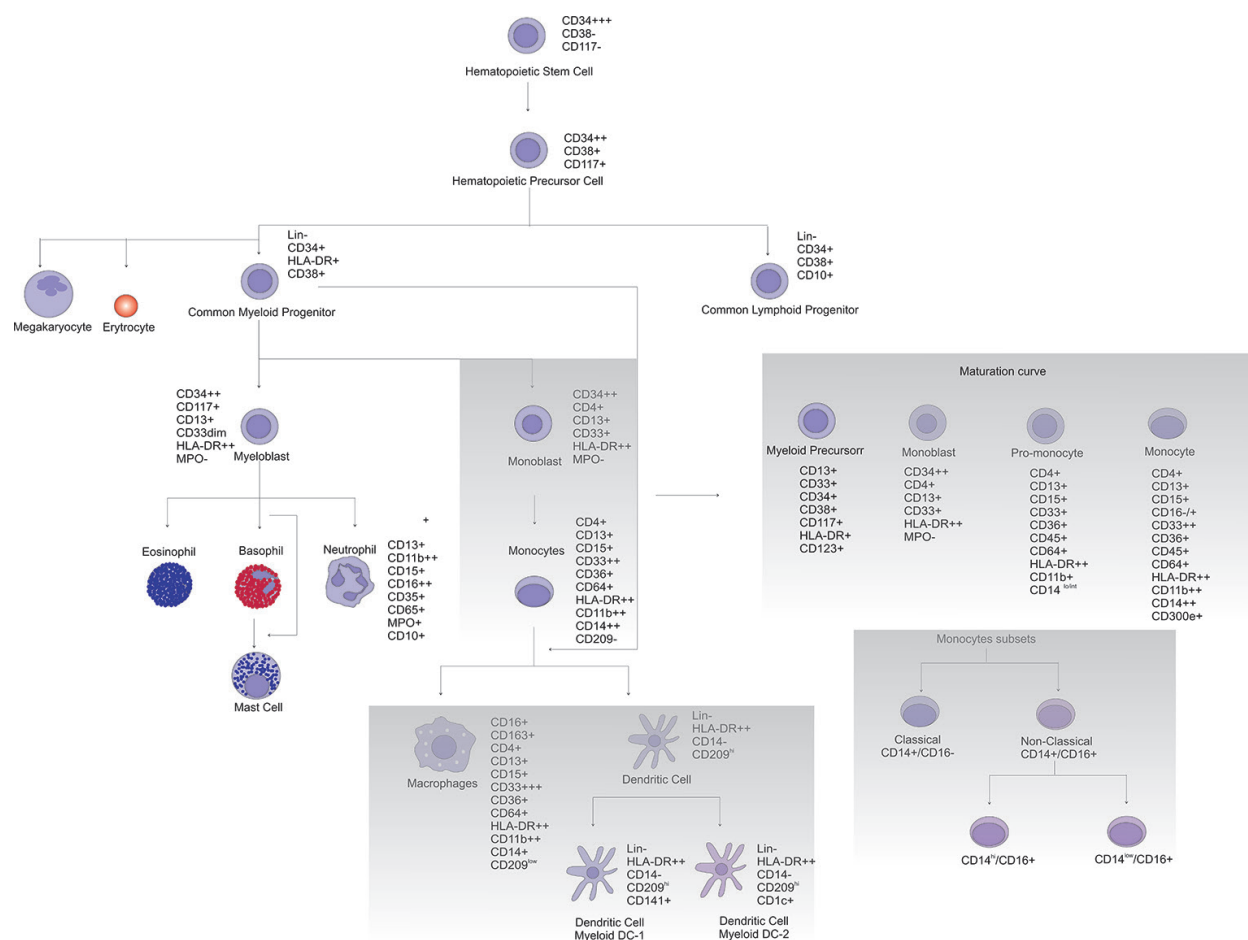 CD34+++
CD38-
CD117-
Hematopoietic Stem Cell
CD34++
CD38+
CD117+
Hematopoietic Precursor Cell
Lin-
CD34+
HLA-DR+
CD38+
Common Myeloid Progenitor
Lin-
CD34+
CD38+
CD10+
Common Lymphoid Progenitor
Megakaryocyte
Erytrocyte
CD34++
CD117+
CD13+
CD33dim
HLA-DR++
MPO-
Myeloblast
CD34++
CD4+
CD13+
CD33+
HLA-DR++
MPO-
Monoblast
Eosinophil
Basophil
Neutrophil
+
CD13+
CD11b++
CD15+
CD16++
CD35+
CD65+
MPO+
CD10+
Mast Cell
Monocytes
CD4+
CD13+
CD15+
CD33++
CD36+
CD64+
HLA-DR++
CD11b++
CD14++
CD209-
Macrophages
CD16+
CD163+
CD4+
CD13+
CD15+
CD33+++
CD36+
CD64+
HLA-DR++
CD11b++
CD14+
CD209low
Lin-
HLA-DR++
CD14-
CD209hi
Dendritic Cell
Lin-
HLA-DR++
CD14-
CD209hi
CD141+
Dendritic Cell
Myeloid DC-1
Lin-
HLA-DR++
CD14-
CD209hi
CD1c+
Dendritic Cell
Myeloid DC-2
Maturation curve
Myeloid Precursorr
CD13+
CD33+
CD34+
CD38+
CD117+
HLA-DR+
CD123+
Monoblast
CD34++
CD4+
CD13+
CD33+
HLA-DR++
MPO-
Pro-monocyte
CD4+
CD13+
CD15+
CD33+
CD36+
CD45+
CD64+
HLA-DR++
CD11b+
CD14 lo/int
Monocyte
CD4+
CD13+
CD15+
CD16-/+
CD33++
CD36+
CD45+
CD64+
HLA-DR++
CD11b++
CD14++
CD300e+
Monocytes subsets
Classical
CD14+/CD16-
Non-Classical
CD14+/CD16+
CD14hi/CD16+
CD14low/CD16+